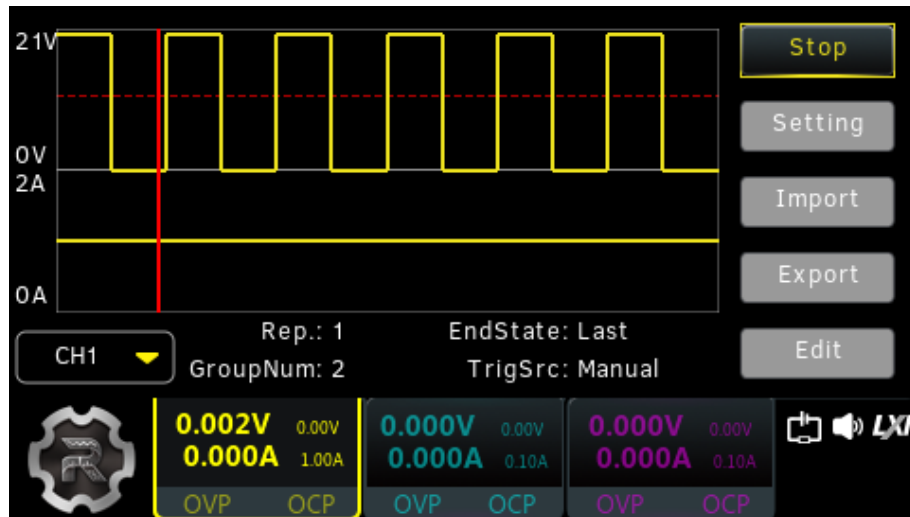 21V
0V
2A
0A
Stop
Setting
Import
Export
Edit
CH1
Rep.: 1
EndState: Last
GroupNum: 2
TrigSrc: Manual
0.002V 0.00V
0.000A 1.00A
OVP OCP
0.000V 0.00V
0.000A 0.10A
OVP OCP
0.000V 0.00V
0.000A 0.10A
OVP OCP
LXI